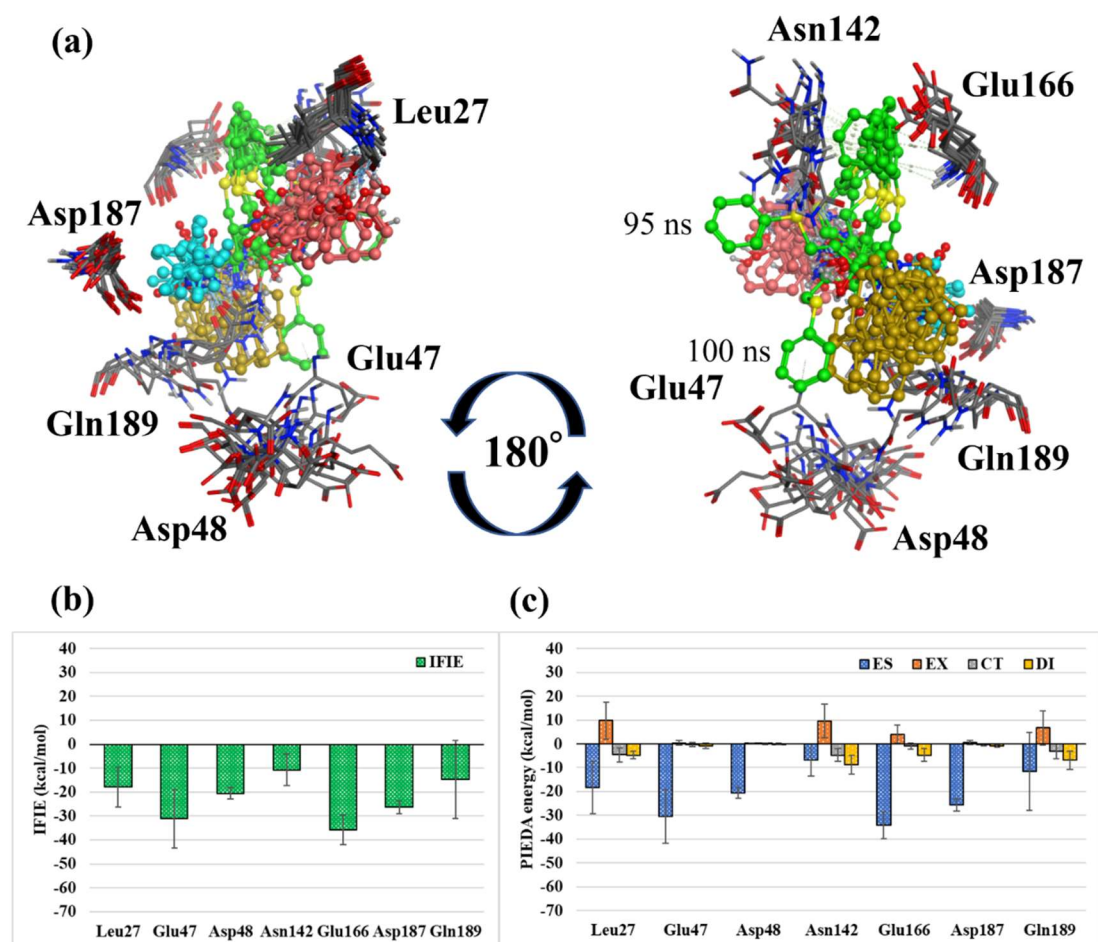 (a)
Leu27
Asp187
Glu47
Gln189
Asp48
180°
Asn142
Glu166
95 ns
Asp187
100 ns
Glu47
Gln189
Asp48
(b)
IFIE
IFIE (kcal/mol)
40
30
20
10
0
-10
-20
-30
-40
-50
-60
-70
Leu27 Glu47 Asp48 Asn142 Glu166 Asp187 Gln189
(c)
ES EX CT DI
PIEDA energy (kcal/mol)
40
30
20
10
0
-10
-20
-30
-40
-50
-60
-70
Leu27 Glu47 Asp48 Asn142 Glu166 Asp187 Gln189